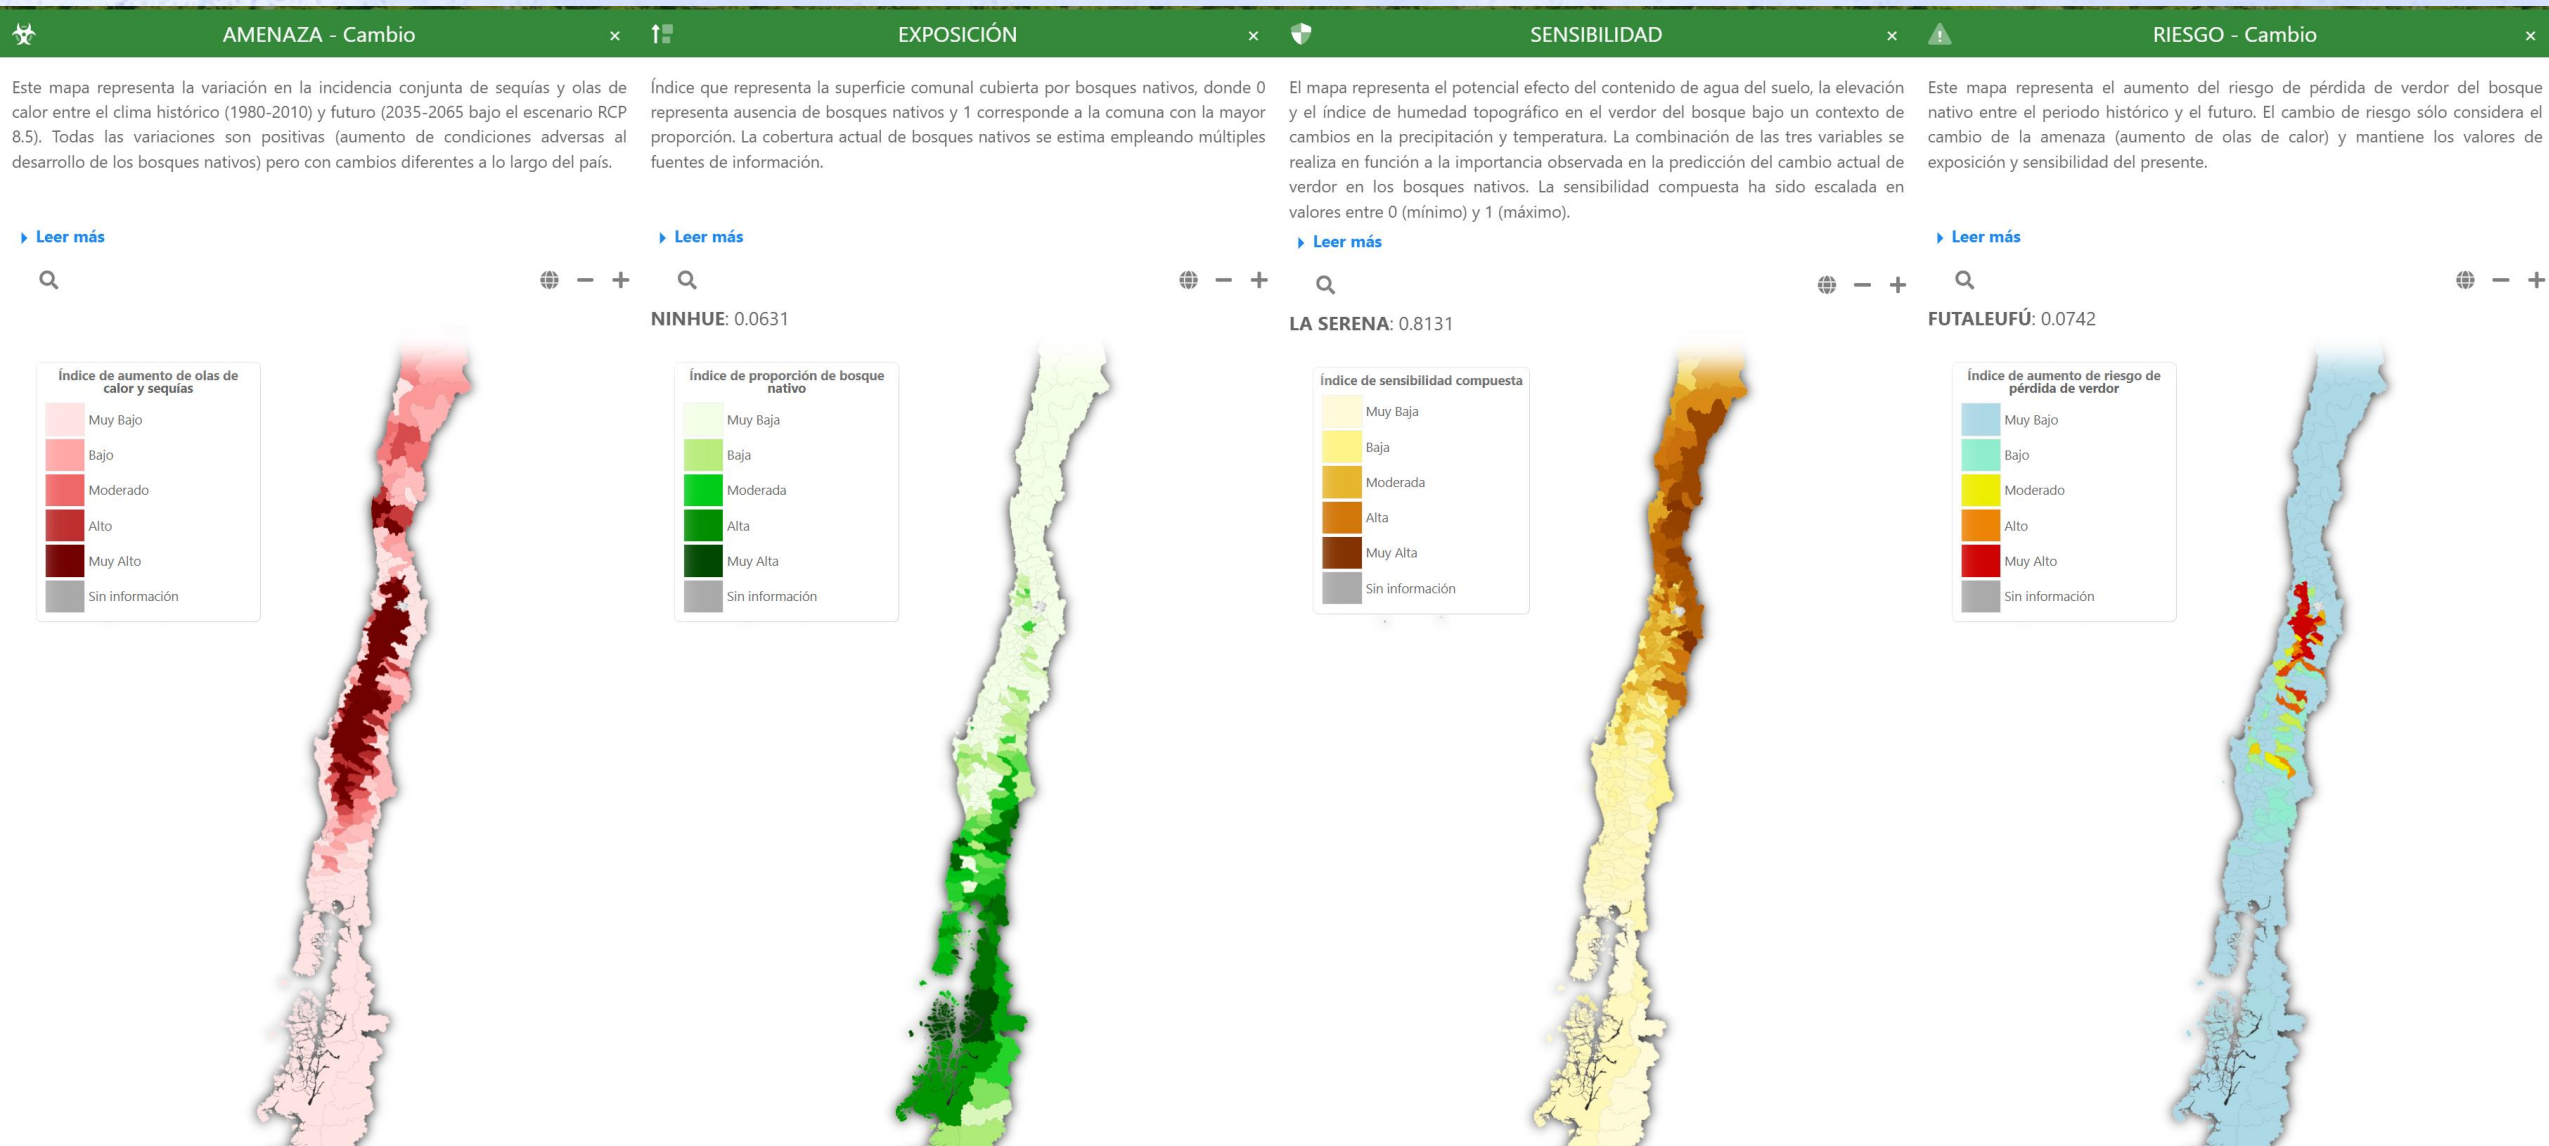 AMENAZA - Cambio
×
Este mapa representa la variación en la incidencia conjunta de sequías y olas de
calor entre el clima histórico (1980-2010) y futuro (2035-2065 bajo el escenario RCP
8.5). Todas las variaciones son positivas (aumento de condiciones adversas al
desarrollo de los bosques nativos) pero con cambios diferentes a lo largo del país.
Leer más
Índice de aumento de olas de
calor y sequías
Muy Bajo
Bajo
Moderado
Alto
Muy Alto
Sin información
EXPOSICIÓN
×
Índice que representa la superficie comunal cubierta por bosques nativos, donde 0
representa ausencia de bosques nativos y 1 corresponde a la comuna con la mayor
proporción. La cobertura actual de bosques nativos se estima empleando múltiples
fuentes de información.
Leer más
NINHUE: 0.0631
Índice de proporción de bosque
nativo
Muy Baja
Baja
Moderada
Alta
Muy Alta
Sin información
SENSIBILIDAD
×
El mapa representa el potencial efecto del contenido de agua del suelo, la elevación
y el índice de humedad topográfico en el verdor del bosque bajo un contexto de
cambios en la precipitación y temperatura. La combinación de las tres variables se
realiza en función a la importancia observada en la predicción del cambio actual de
verdor en los bosques nativos. La sensibilidad compuesta ha sido escalada en
valores entre 0 (mínimo) y 1 (máximo).
Leer más
LA SERENA: 0.8131
Índice de sensibilidad compuesta
Muy Baja
Baja
Moderada
Alta
Muy Alta
Sin información
RIESGO - Cambio
×
Este mapa representa el aumento del riesgo de pérdida de verdor del bosque
nativo entre el periodo histórico y el futuro. El cambio de riesgo sólo considera el
cambio de la amenaza (aumento de olas de calor) y mantiene los valores de
exposición y sensibilidad del presente.
Leer más
FUTALEUFÚ: 0.0742
Índice de aumento de riesgo de
pérdida de verdor
Muy Bajo
Bajo
Moderado
Alto
Muy Alto
Sin información